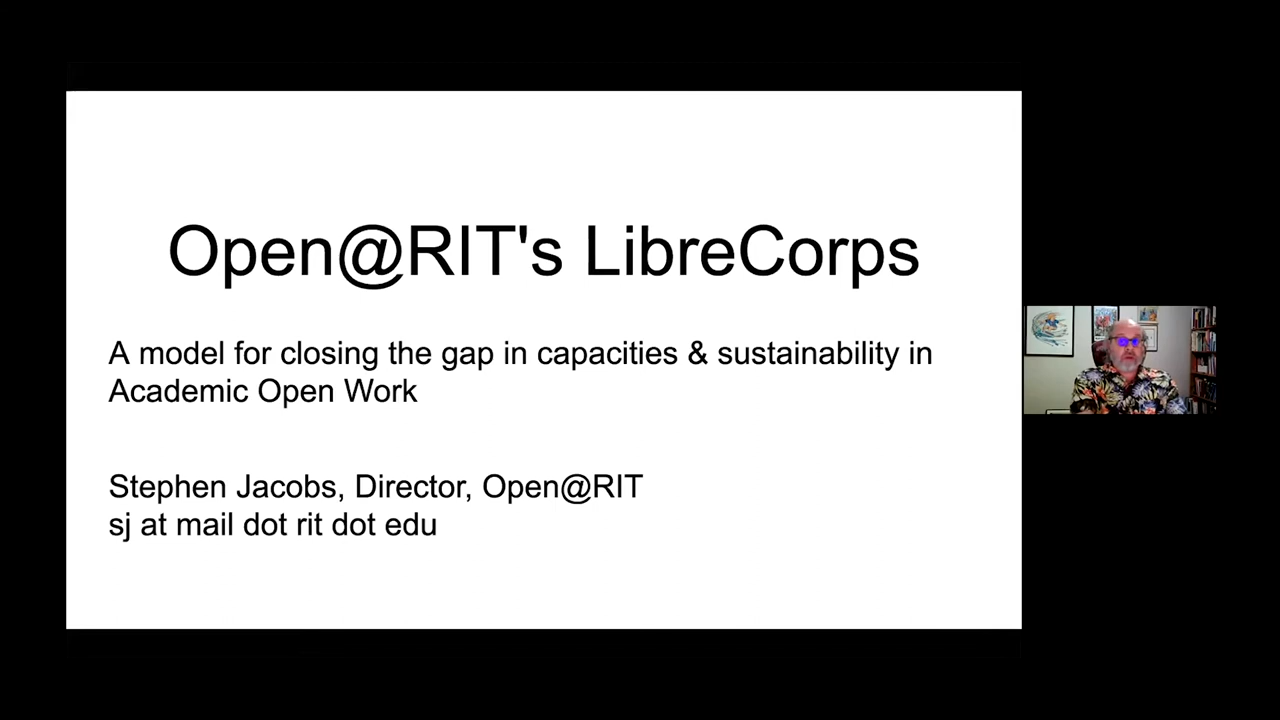 Open@RIT's LibreCorps
A model for closing the gap in capacities & sustainability in
Academic Open Work
Stephen Jacobs, Director, Open@RIT
sj at mail dot rit dot edu